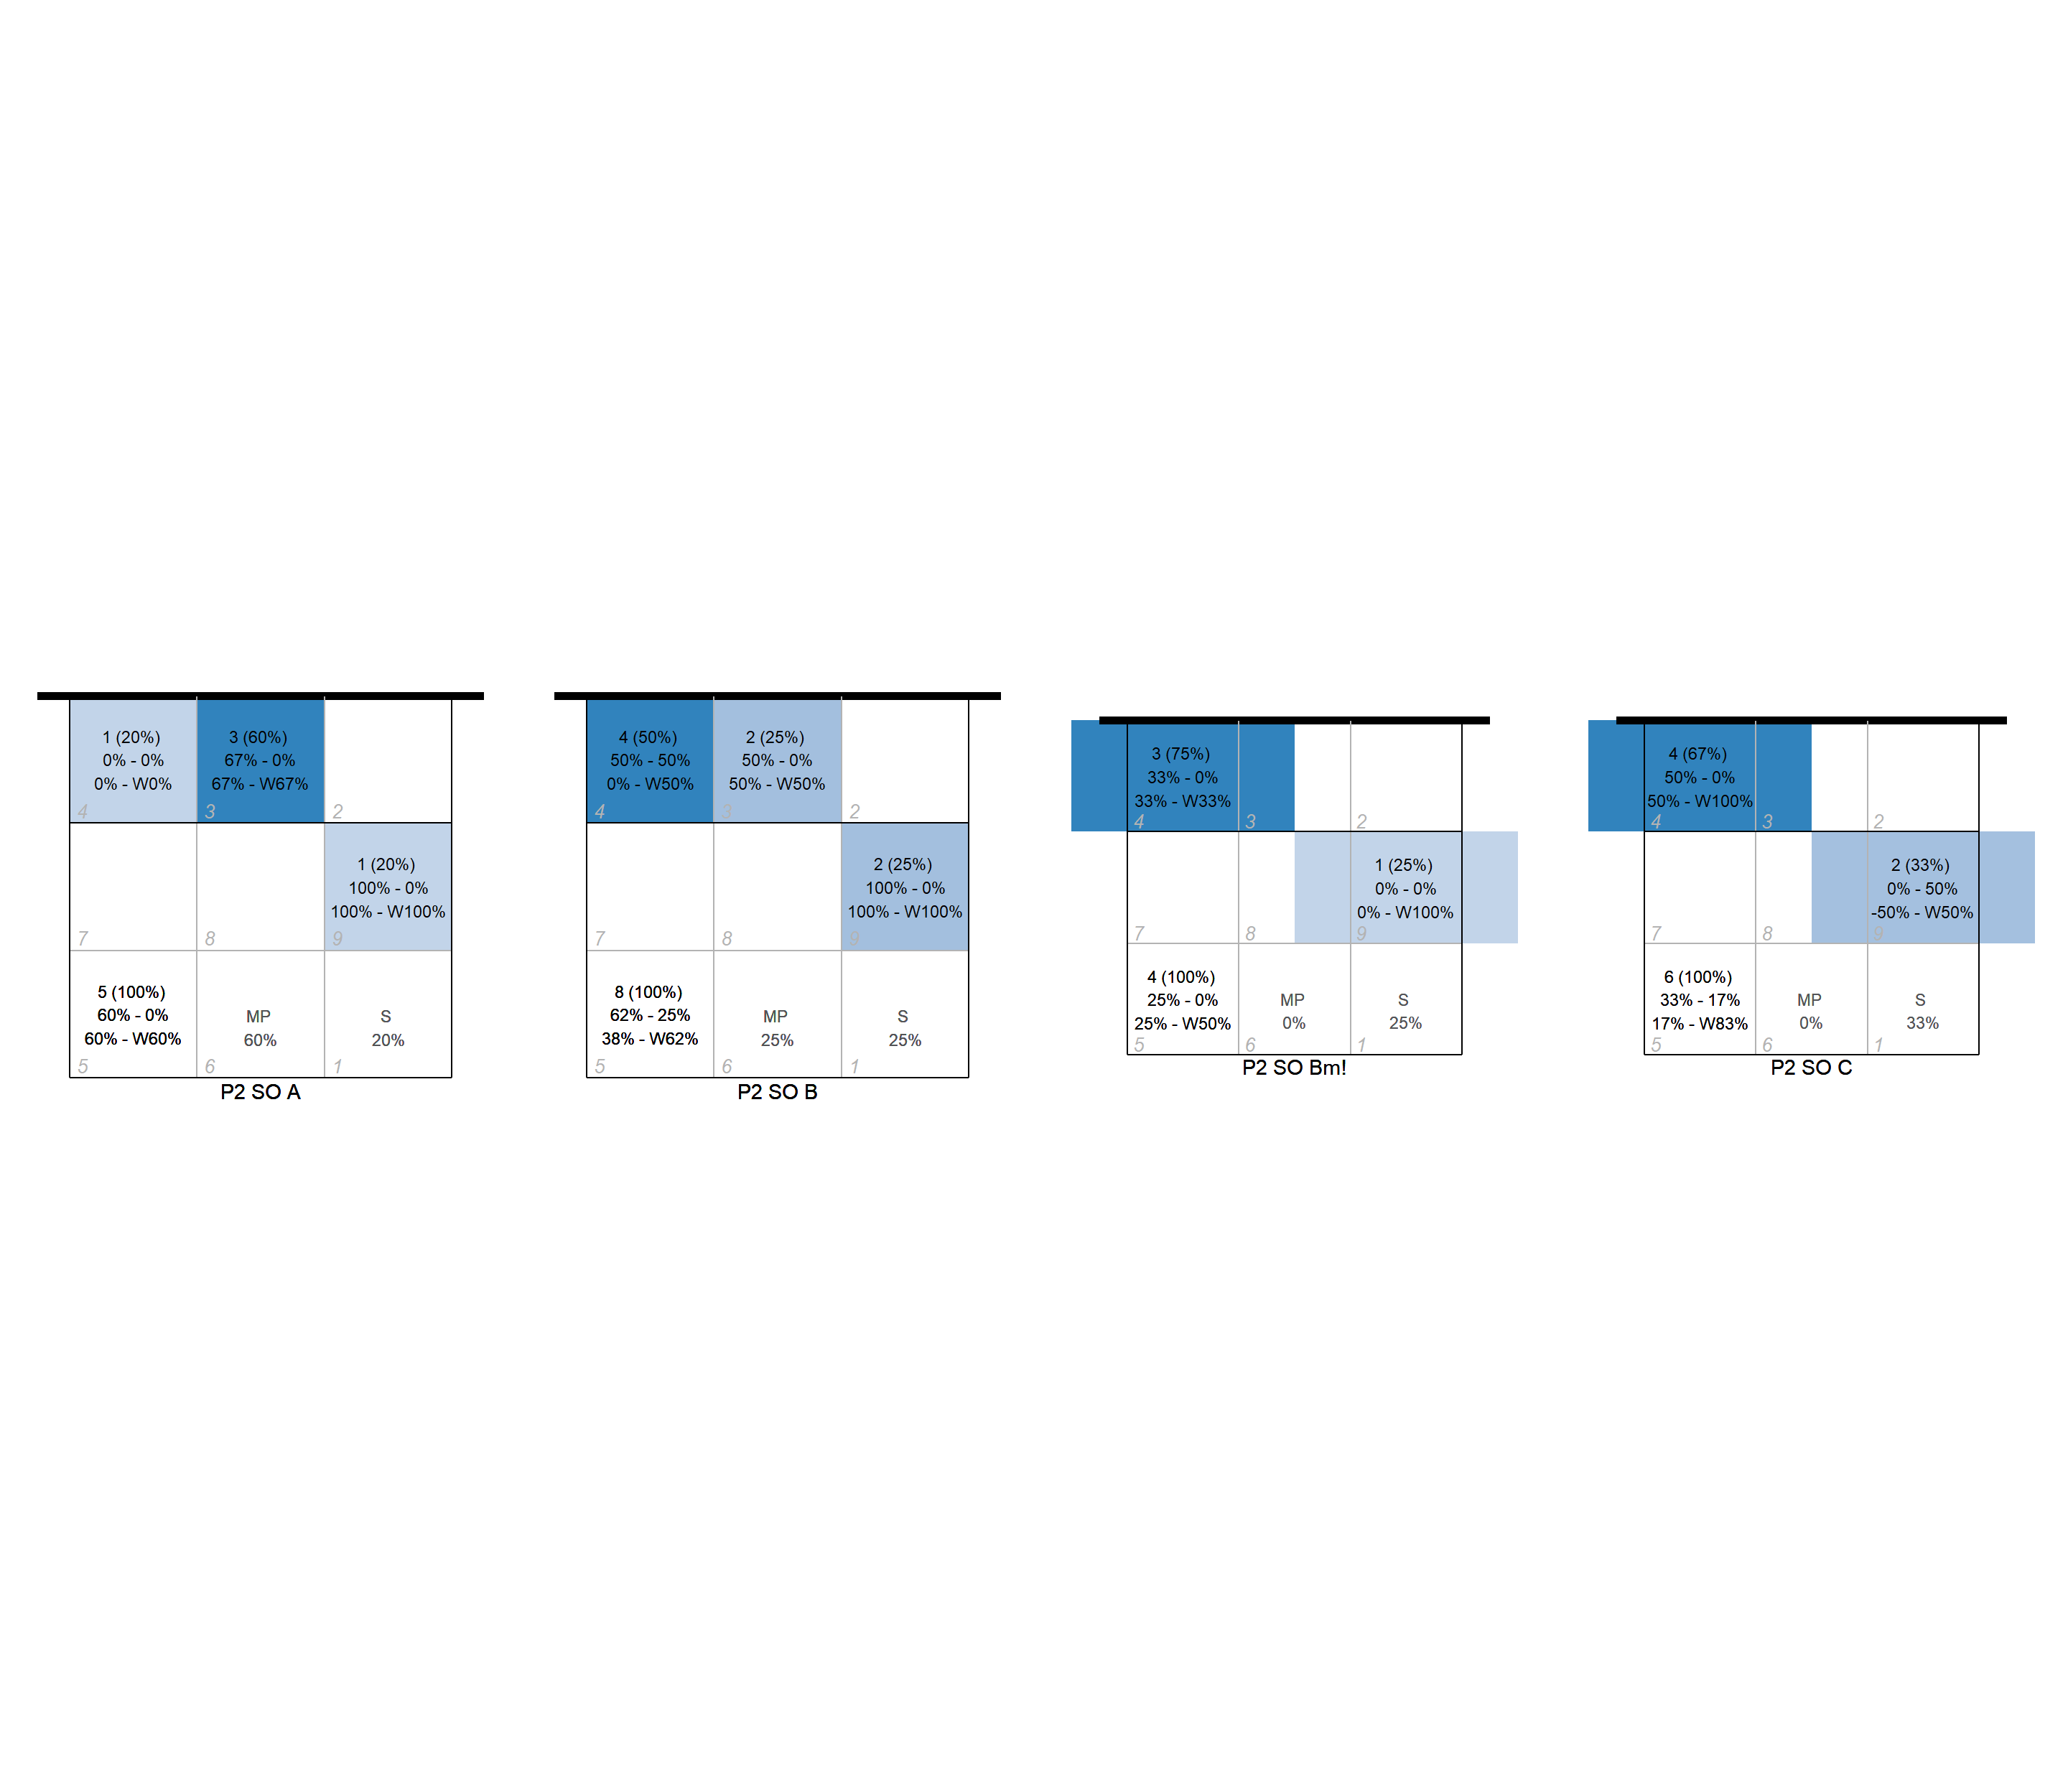 1 (20%)
0% - 0%
0% - W0%
4
3 (60%)
67% - 0%
67% - W67%
3
2
7
8
1 (20%)
100% - 0%
100% - W100%
9
5 (100%)
60% - 0%
60% - W60%
5
MP
60%
6
S
20%
1
P2 SO A
4 (50%)
50% - 50%
0% - W50%
4
2 (25%)
50% - 0%
50% - W50%
3
2
7
8
2 (25%)
100% - 0%
100% - W100%
9
8 (100%)
62% - 25%
38% - W62%
5
MP
25%
6
S
25%
1
P2 SO B
3 (75%)
33% - 0%
33% - W33%
4
3
2
7
8
1 (25%)
0% - 0%
0% - W100%
9
4 (100%)
25% - 0%
25% - W50%
5
MP
0%
6
S
25%
1
P2 SO Bm!
4 (67%)
50% - 0%
50% - W100%
4
3
2
7
8
2 (33%)
0% - 50%
-50% - W50%
9
6 (100%)
33% - 17%
17% - W83%
5
MP
0%
6
S
33%
1
P2 SO C